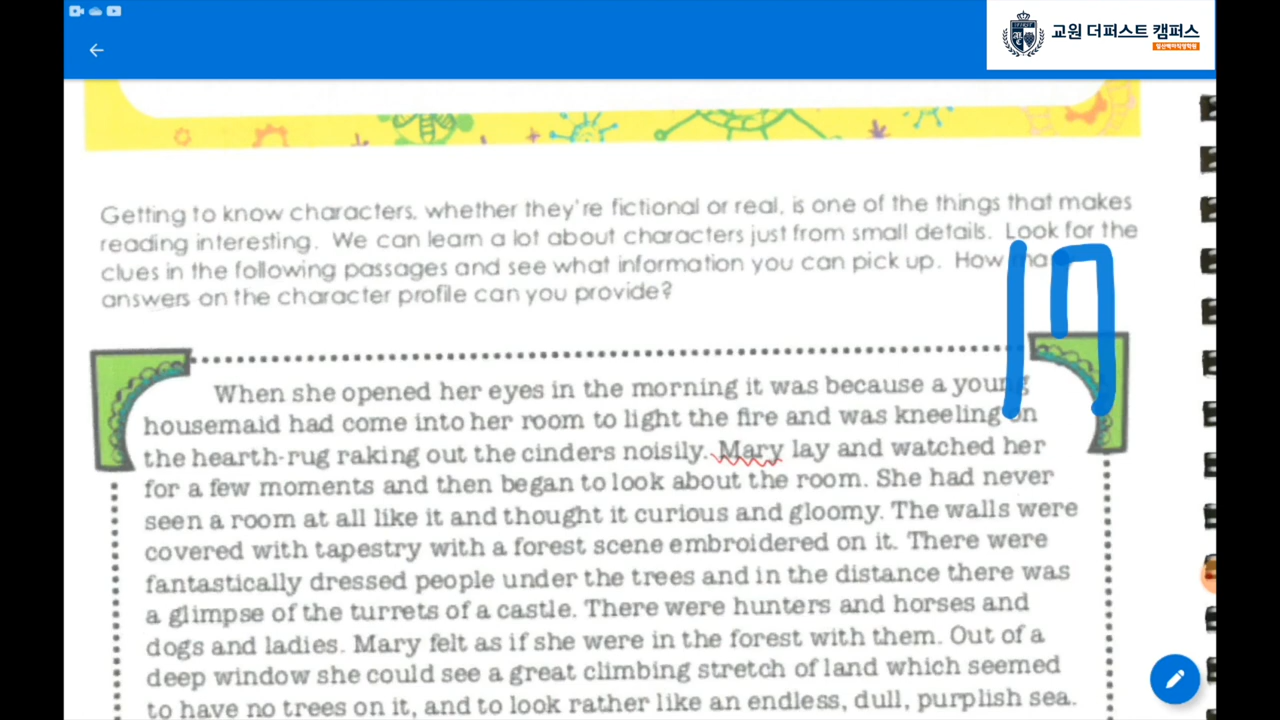 교원 더퍼스트 캠퍼스
Getting to know characters, whether they're fictional or real, is one of the things that makes
reading interesting. We can learn a lot about characters just from small details. Look for the
clues in the following passages and see what information you can pick up. How
answers on the character profile can you provide?
17
When she opened her eyes in the morning it was because a young
housemaid had come into her room to light the fire and was kneeling on
the hearth-rug raking out the cinders noisily. Mary lay and watched her
for a few moments and then began to look about the room. She had never
seen a room at all like it and thought it curious and gloomy. The walls were
covered with tapestry with a forest scene embroidered on it. There were
fantastically dressed people under the trees and in the distance there was
a glimpse of the turrets of a castle. There were hunters and horses and
dogs and ladies. Mary felt as if she were in the forest with them. Out of a
deep window she could see a great climbing stretch of land which seemed
to have no trees on it, and to look rather like an endless, dull, purplish sea.